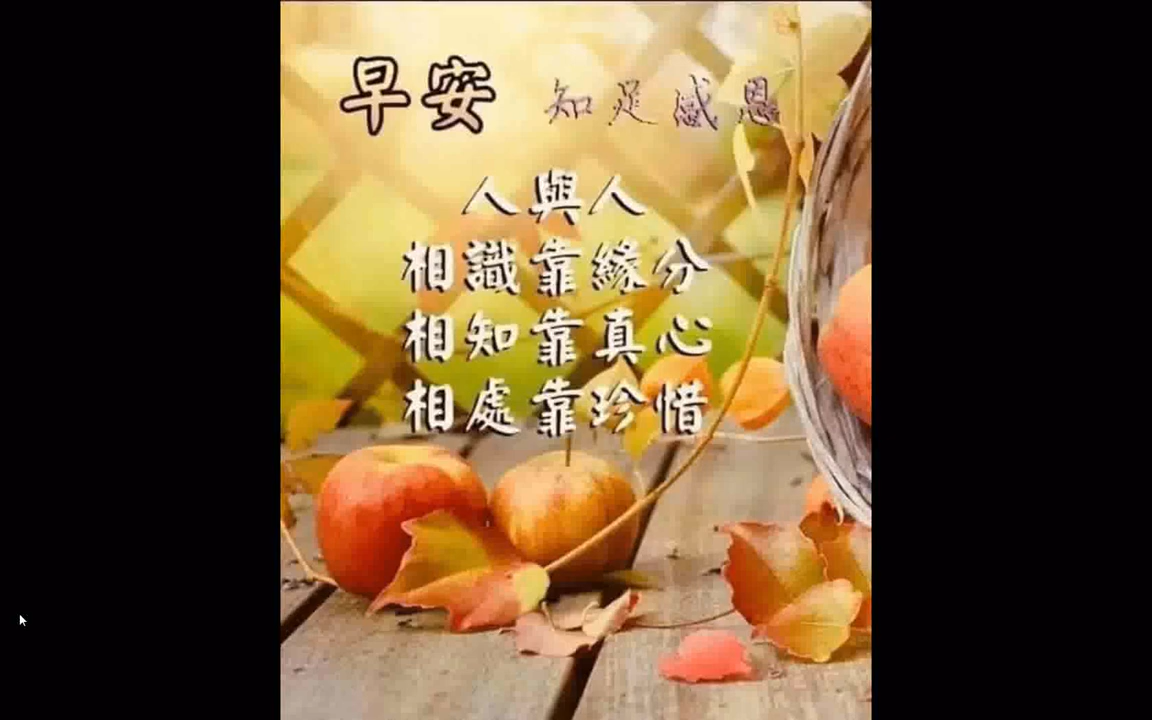 早安 知足感恩
人與人
相識靠緣分
相知靠真心
相處靠珍惜